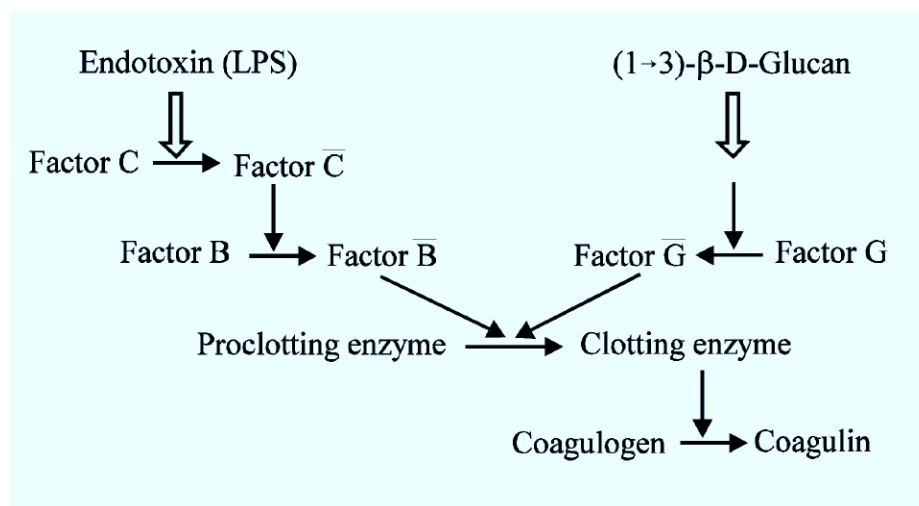 Endotoxin (LPS) (1→3)-β-D-Glucan
Factor C Factor C̅
Factor B Factor B̅ Factor G̅ Factor G
Proclotting enzyme Clotting enzyme
Coagulogen Coagulin